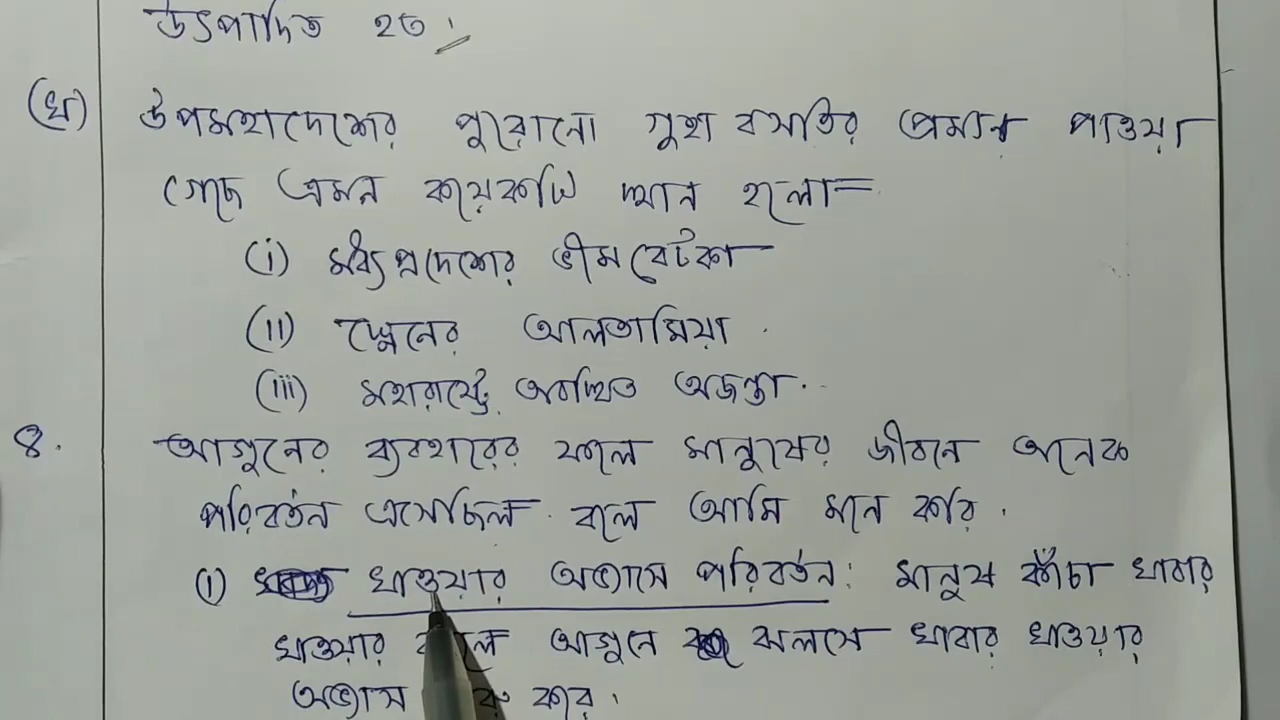 উৎপাদিত হত।
(খ) উপমহাদেশের পুরোনো গুহা বসতির প্রমান পাওয়া
গেছে এমন কয়েকটি স্থান হলো—
(i) মধ্যপ্রদেশের ভীমবেটকা
(ii) স্পেনের আলতামিয়া
(iii) মহারাষ্ট্রে অবস্থিত অজন্তা.
৪. আগুনের ব্যবহারের ফলে মানুষের জীবনে অনেক
পরিবর্তন এসেছিল বলে আমি মনে করি।
(i) খাওয়ার অভ্যাসে পরিবর্তন: মানুষ কাঁচা খাবার
খাওয়ার আগুনে ঝলসে খাবার খাওয়ার
অভ্যাস করে।